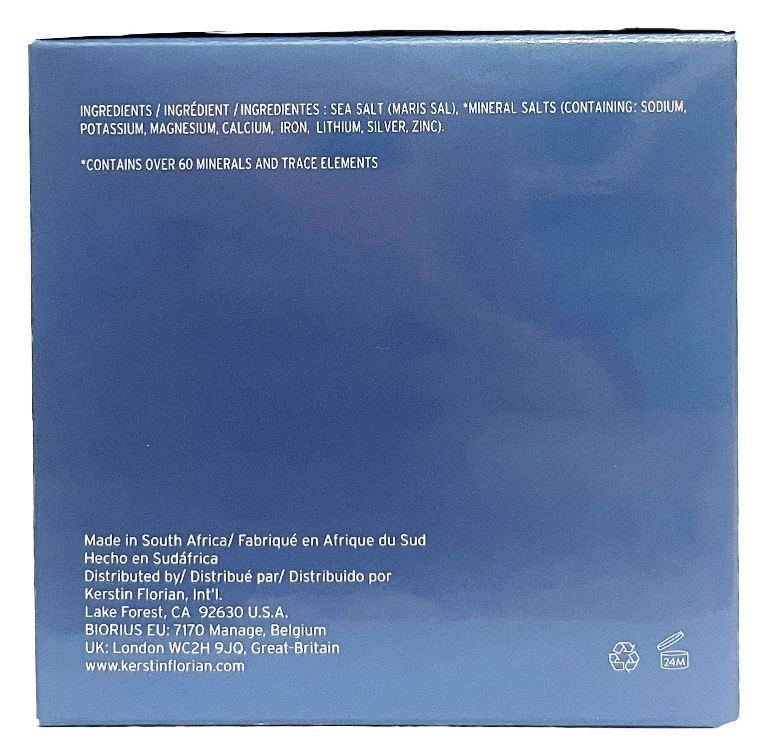 INGREDIENTS / INGRÉDIENT / INGREDIENTES : SEA SALT (MARIS SAL), *MINERAL SALTS (CONTAINING: SODIUM,
POTASSIUM, MAGNESIUM, CALCIUM, IRON, LITHIUM, SILVER, ZINC).
*CONTAINS OVER 60 MINERALS AND TRACE ELEMENTS
Made in South Africa/ Fabriqué en Afrique du Sud
Hecho en Sudáfrica
Distributed by/ Distribué par/ Distribuido por
Kerstin Florian, Int'l.
Lake Forest, CA 92630 U.S.A.
BIORIUS EU: 7170 Manage, Belgium
UK: London WC2H 9JQ, Great-Britain
www.kerstinflorian.com
24M